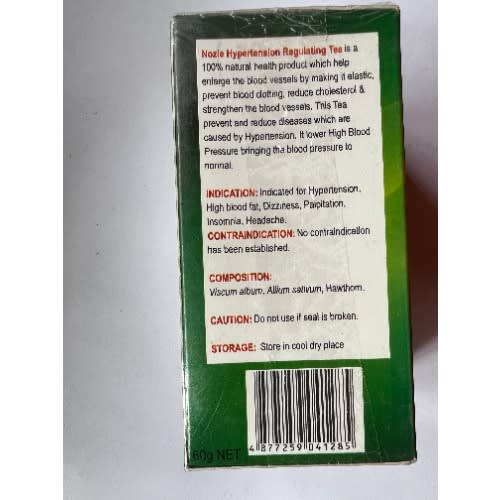 Nozie Hypertension Regulating Tea is a
100% natural health product which help
enlarge the blood vessels by making it elastic,
prevent blood clotting, reduce cholesterol &
strengthen the blood vessels. This Tea
prevent and reduce diseases which are
caused by Hypertension. It lower High Blood
Pressure bringing the blood pressure to
normal.
INDICATION: Indicated for Hypertension,
High blood fat, Dizziness, Palpitation,
Insomnia, Headache.
CONTRAINDICATION: No contraindication
has been established.
COMPOSITION:
Viscum alburo, Allium sativum, Hawthorn.
CAUTION: Do not use if seal is broken.
STORAGE: Store in cool dry place
60g NET
4 877259 041285